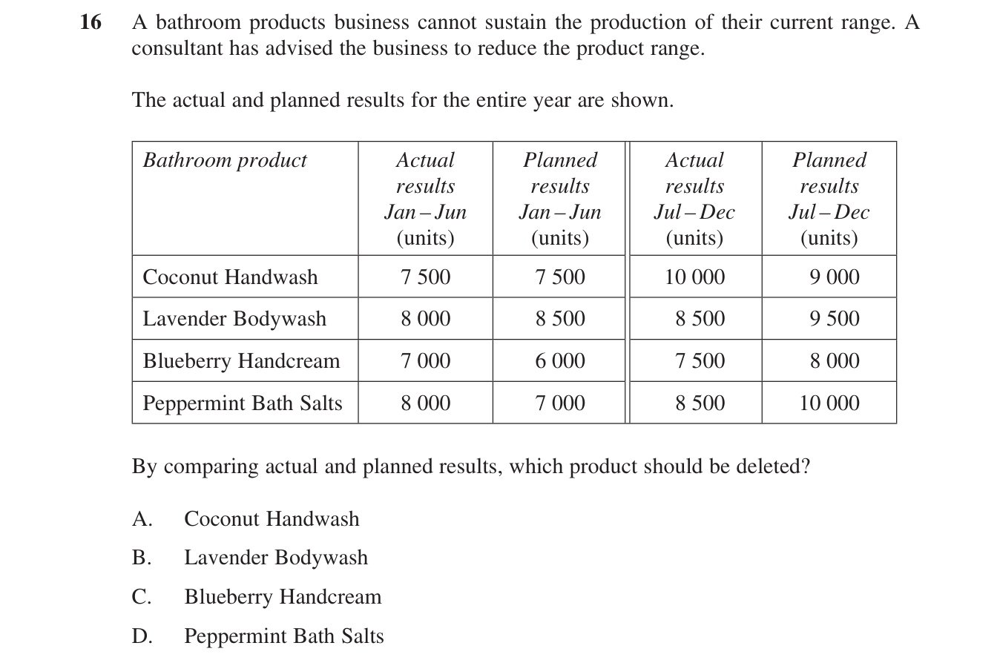 16 A bathroom products business cannot sustain the production of their current range. A
consultant has advised the business to reduce the product range.
The actual and planned results for the entire year are shown.
Bathroom product Actual results Jan – Jun (units) Planned results Jan – Jun (units) Actual results Jul – Dec (units) Planned results Jul – Dec (units)
Coconut Handwash 7 500 7 500 10 000 9 000
Lavender Bodywash 8 000 8 500 8 500 9 500
Blueberry Handcream 7 000 6 000 7 500 8 000
Peppermint Bath Salts 8 000 7 000 8 500 10 000
By comparing actual and planned results, which product should be deleted?
A. Coconut Handwash
B. Lavender Bodywash
C. Blueberry Handcream
D. Peppermint Bath Salts